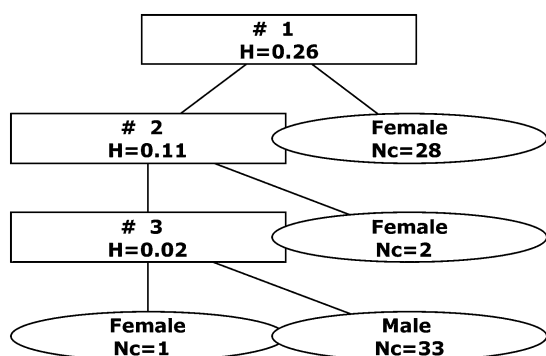 # 1
H=0.26
# 2
H=0.11
Female
Nc=28
# 3
H=0.02
Female
Nc=2
Female
Nc=1
Male
Nc=33